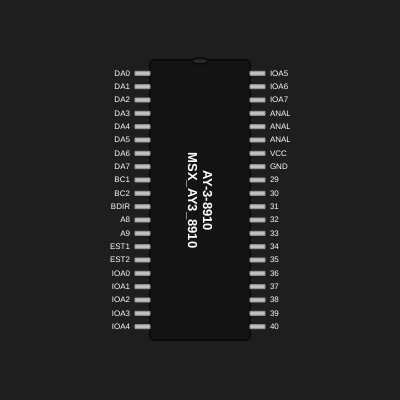 DA0
DA1
DA2
DA3
DA4
DA5
DA6
DA7
BC1
BC2
BDIR
A8
A9
EST1
EST2
IOA0
IOA1
IOA2
IOA3
IOA4
AY-3-8910
MSX_AY3_8910
IOA5
IOA6
IOA7
ANAL
ANAL
ANAL
VCC
GND
29
30
31
32
33
34
35
36
37
38
39
40